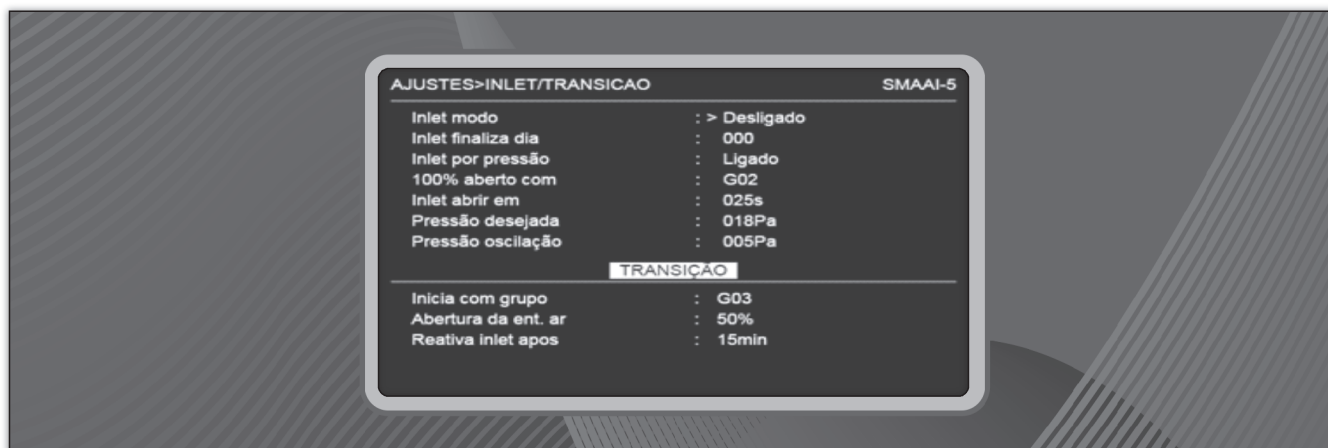 AJUSTES>INLET/TRANSICAO SMAAI-5
Inlet modo : > Desligado
Inlet finaliza dia : 000
Inlet por pressão : Ligado
100% aberto com : G02
Inlet abrir em : 025s
Pressão desejada : 018Pa
Pressão oscilação : 005Pa
TRANSIÇÃO
Inicia com grupo : G03
Abertura da ent. ar : 50%
Reativa inlet apos : 15min